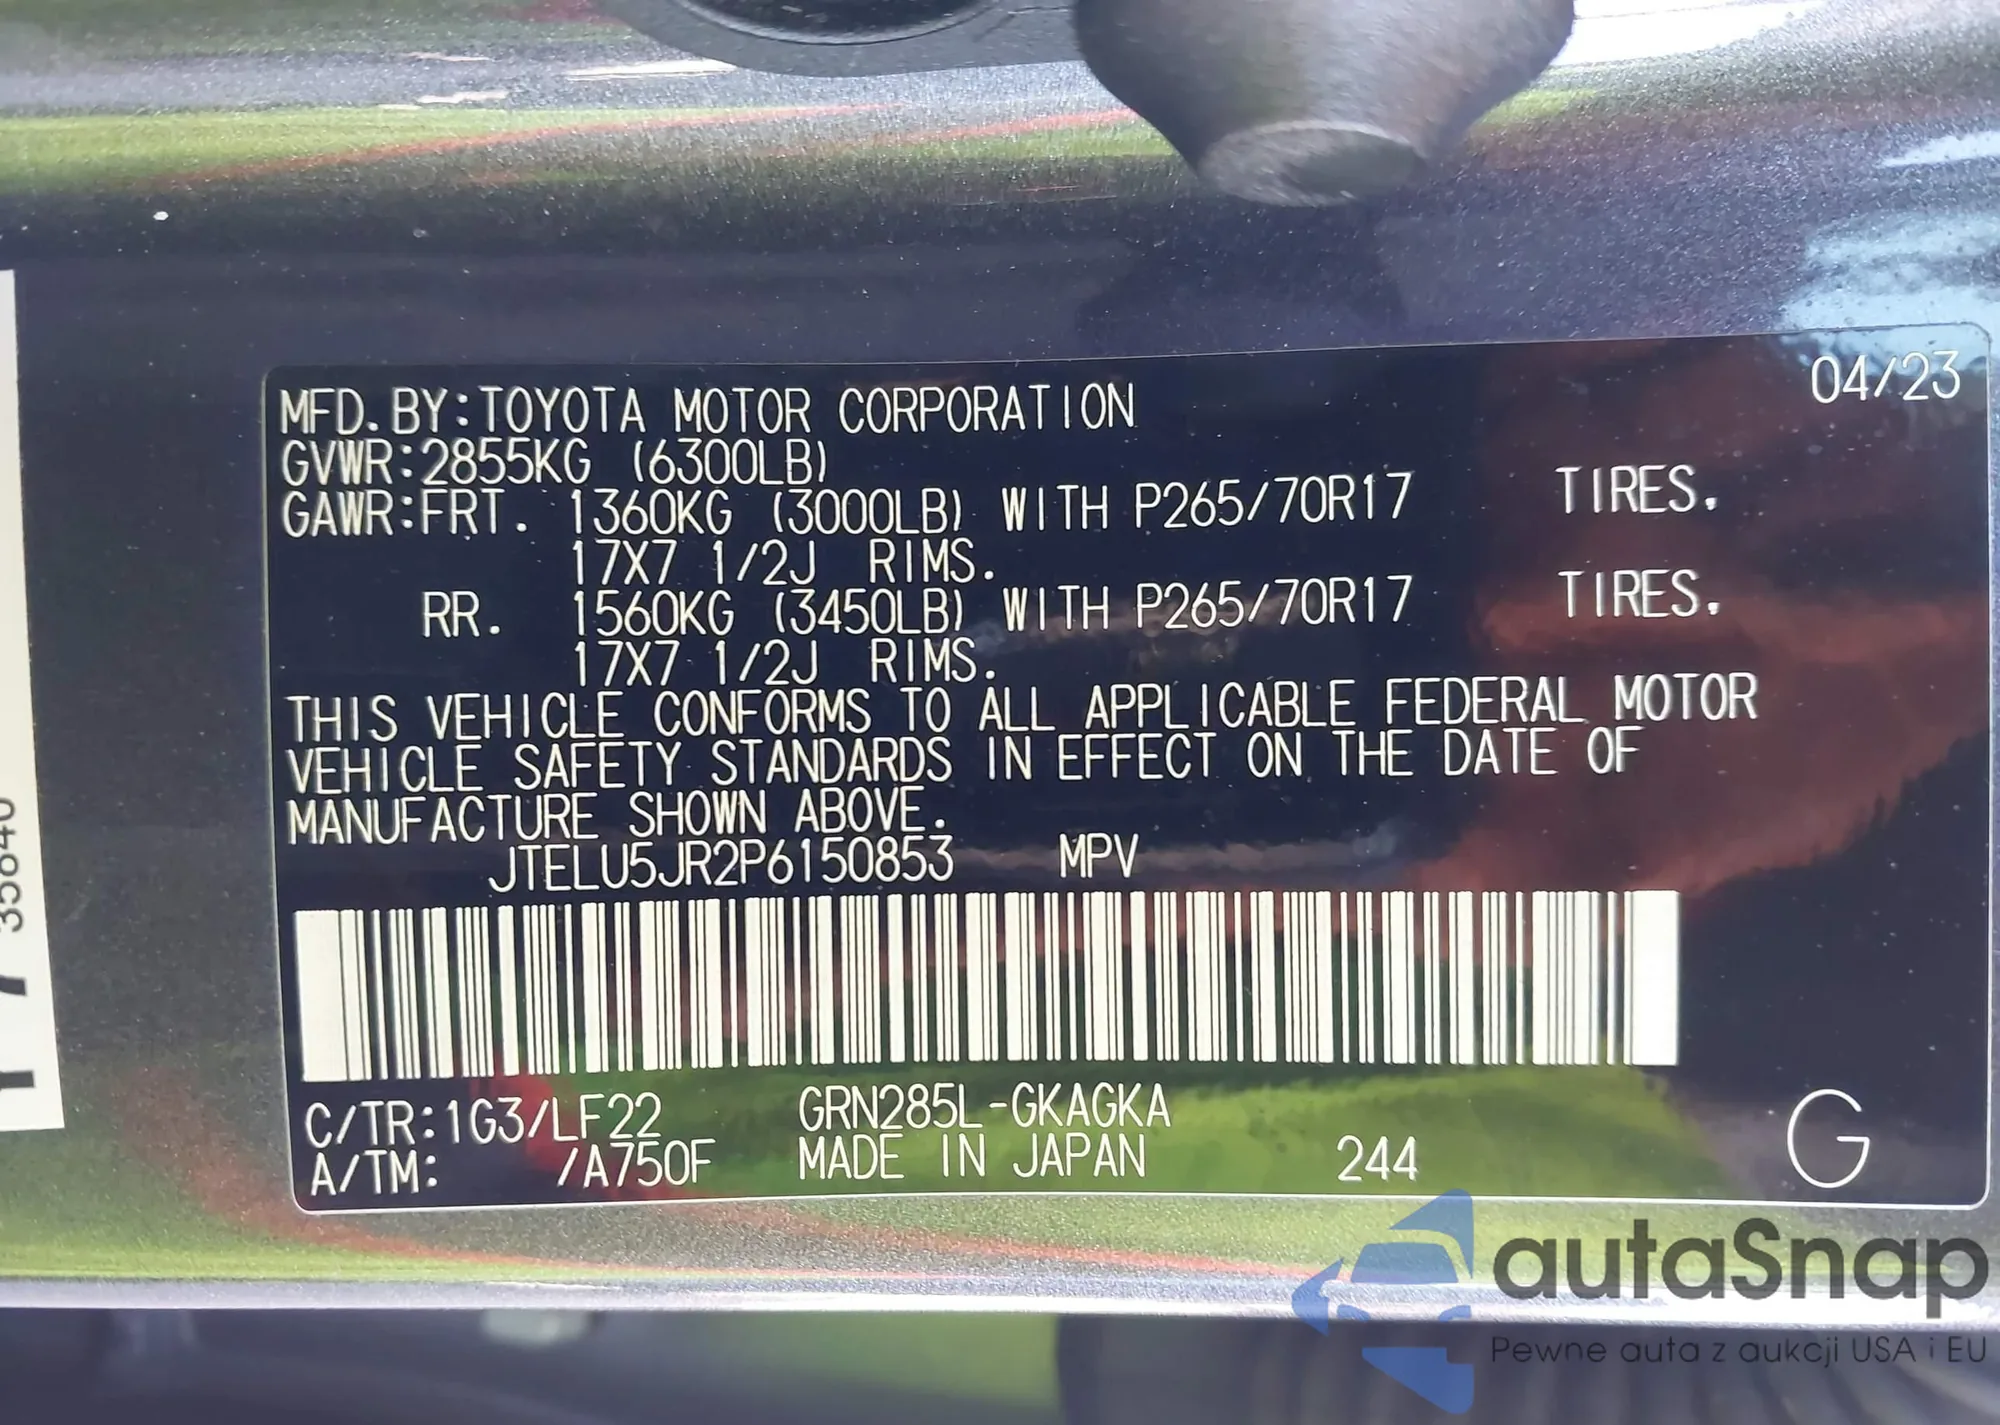 04/23
MFD. BY:TOYOTA MOTOR CORPORATION
GVWR:2855KG (6300LB)
GAWR:FRT. 1360KG (3000LB) WITH P265/70R17 TIRES.
17X7 1/2J RIMS.
RR. 1560KG (3450LB) WITH P265/70R17 TIRES.
17X7 1/2J RIMS.
THIS VEHICLE CONFORMS TO ALL APPLICABLE FEDERAL MOTOR
VEHICLE SAFETY STANDARDS IN EFFECT ON THE DATE OF
MANUFACTURE SHOWN ABOVE.
JTELU5JR2P6150853 MPV
C/TR:1G3/LF22 GRN285L-GKAGKA
A/TM: /A750F MADE IN JAPAN 244 G
autaSnap
Pewne auta z aukcji USA i EU